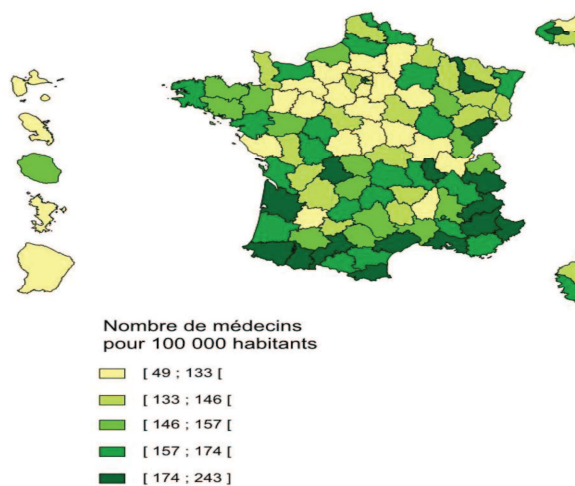 Nombre de médecins
pour 100 000 habitants
[ 49 ; 133 [
[ 133 ; 146 [
[ 146 ; 157 [
[ 157 ; 174 [
[ 174 ; 243 ]